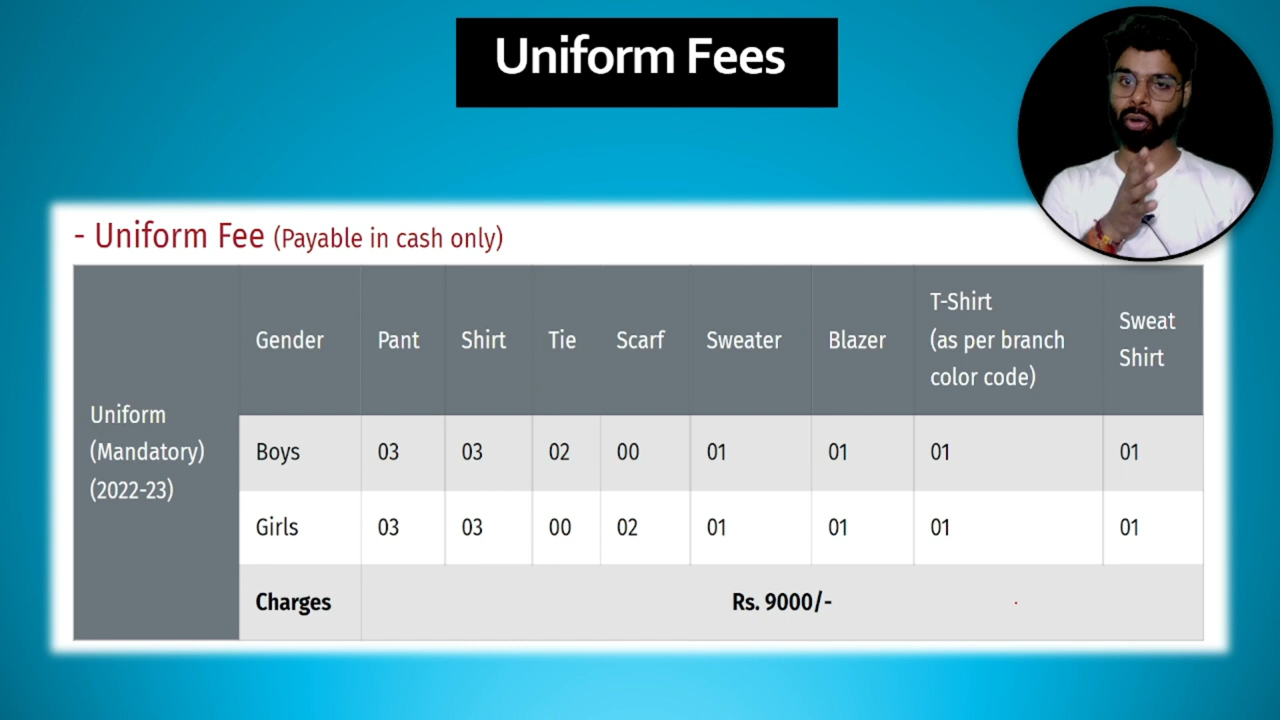 Uniform Fees
- Uniform Fee (Payable in cash only)
Uniform
(Mandatory)
(2022-23)
Gender Pant Shirt Tie Scarf Sweater Blazer T-Shirt (as per branch color code) Sweat Shirt
Boys 03 03 02 00 01 01 01 01
Girls 03 03 00 02 01 01 01 01
Charges Rs. 9000/-